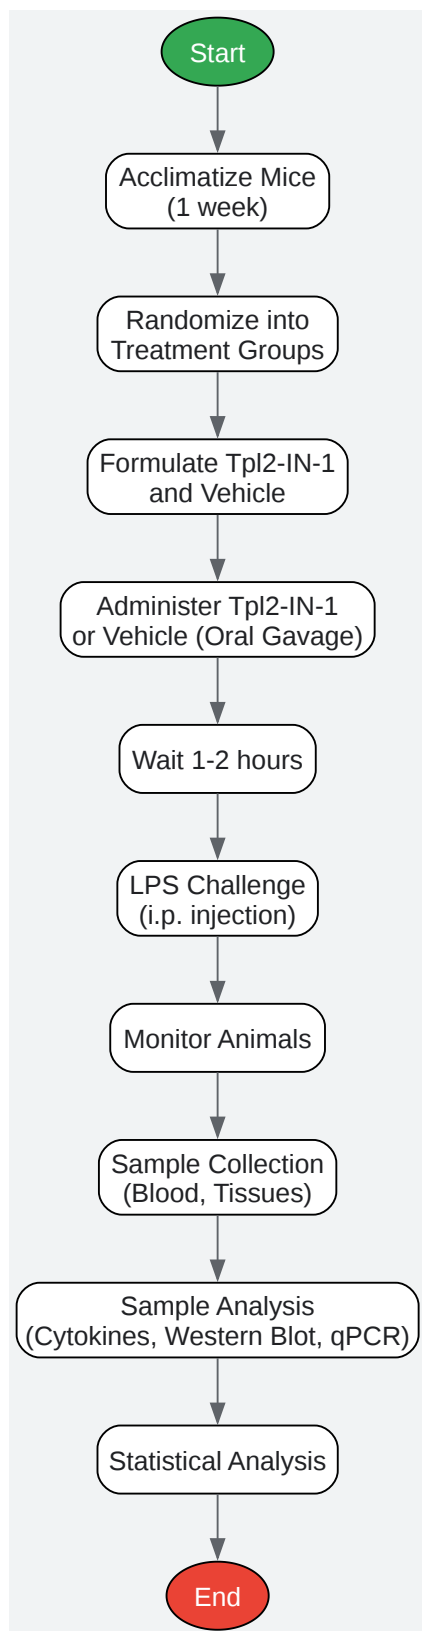 Start
Acclimatize Mice
(1 week)
Randomize into
Treatment Groups
Formulate Tpl2-IN-1
and Vehicle
Administer Tpl2-IN-1
or Vehicle (Oral Gavage)
Wait 1-2 hours
LPS Challenge
(i.p. injection)
Monitor Animals
Sample Collection
(Blood, Tissues)
Sample Analysis
(Cytokines, Western Blot, qPCR)
Statistical Analysis
End